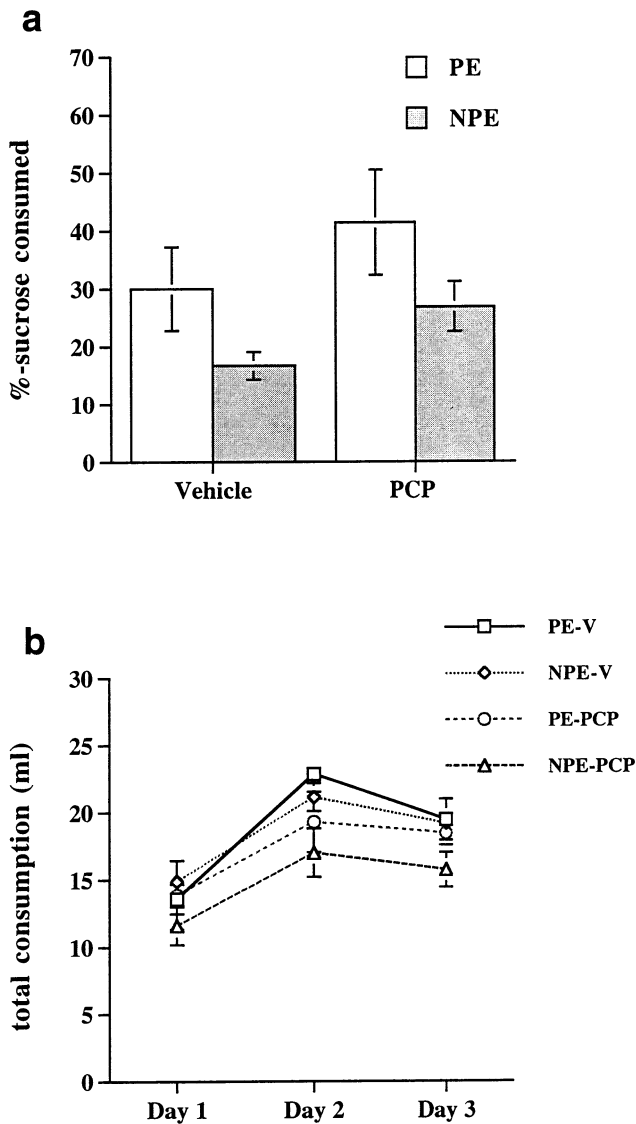 a
70
60
50
40
30
20
10
0
%-sucrose consumed
PE
NPE
Vehicle PCP
b
PE-V
NPE-V
PE-PCP
NPE-PCP
30
25
20
15
10
5
0
total consumption (ml)
Day 1 Day 2 Day 3